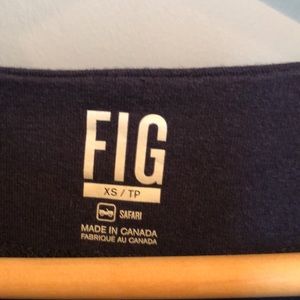 FIG
XS / TP
SAFARI
MADE IN CANADA
FABRIQUÉ AU CANADA